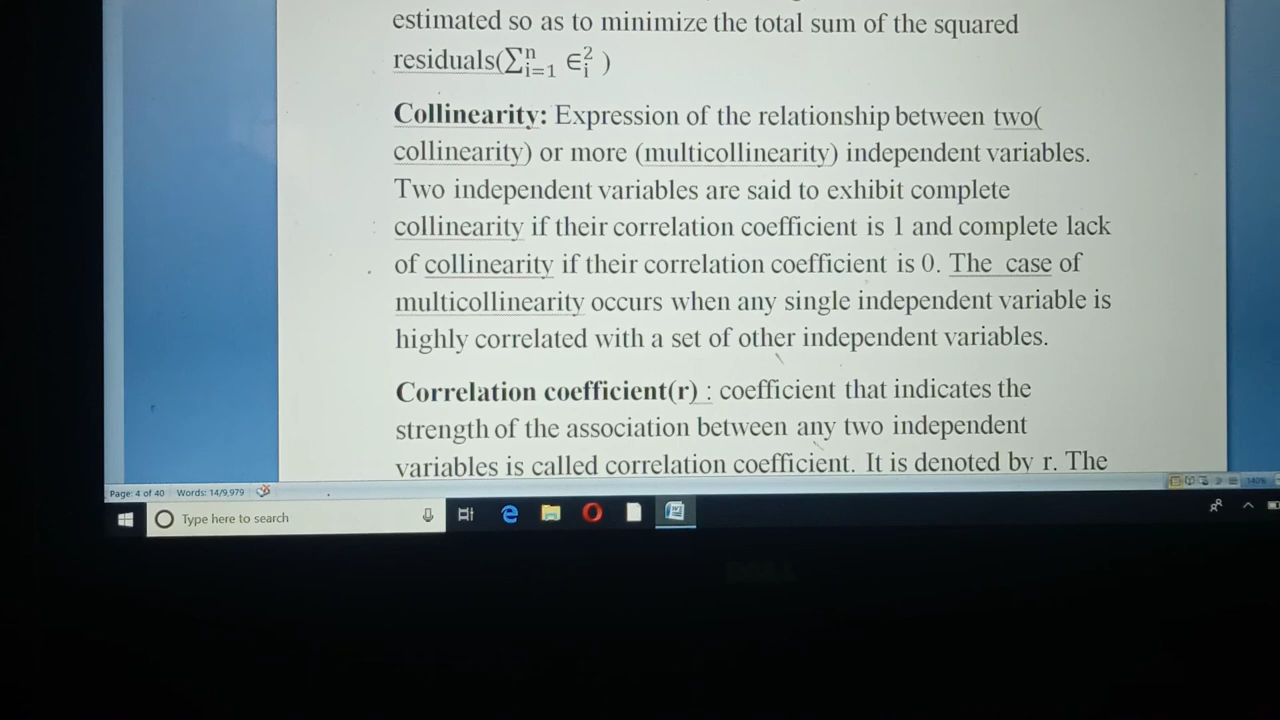 estimated so as to minimize the total sum of the squared
residuals(∑ⁿᵢ₌₁ ∈ᵢ² )
Collinearity: Expression of the relationship between two(
collinearity) or more (multicollinearity) independent variables.
Two independent variables are said to exhibit complete
collinearity if their correlation coefficient is 1 and complete lack
of collinearity if their correlation coefficient is 0. The case of
multicollinearity occurs when any single independent variable is
highly correlated with a set of other independent variables.
Correlation coefficient(r) : coefficient that indicates the
strength of the association between any two independent
variables is called correlation coefficient. It is denoted by r. The
Page: 4 of 40 Words: 14/9,979 140%
Type here to search